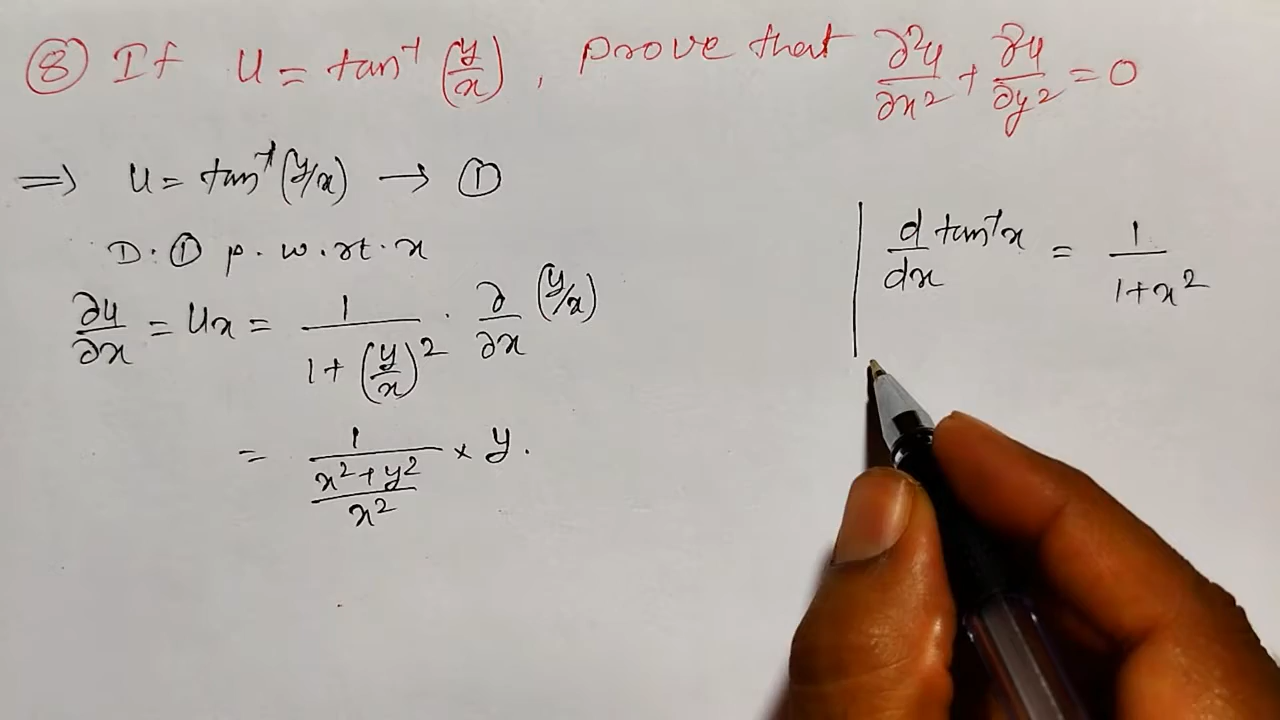 ⑧ If U = tan⁻¹ (y/x), prove that ∂²u/∂x² + ∂²u/∂y² = 0
⇒ U = tan⁻¹(y/x) → ①
D. ① p. w. rt. x
∂u/∂x = Ux = 1/(1+(y/x)²) · ∂/∂x (y/x)
= 1/((x²+y²)/x²) × y.
d/dx tan⁻¹x = 1/(1+x²)